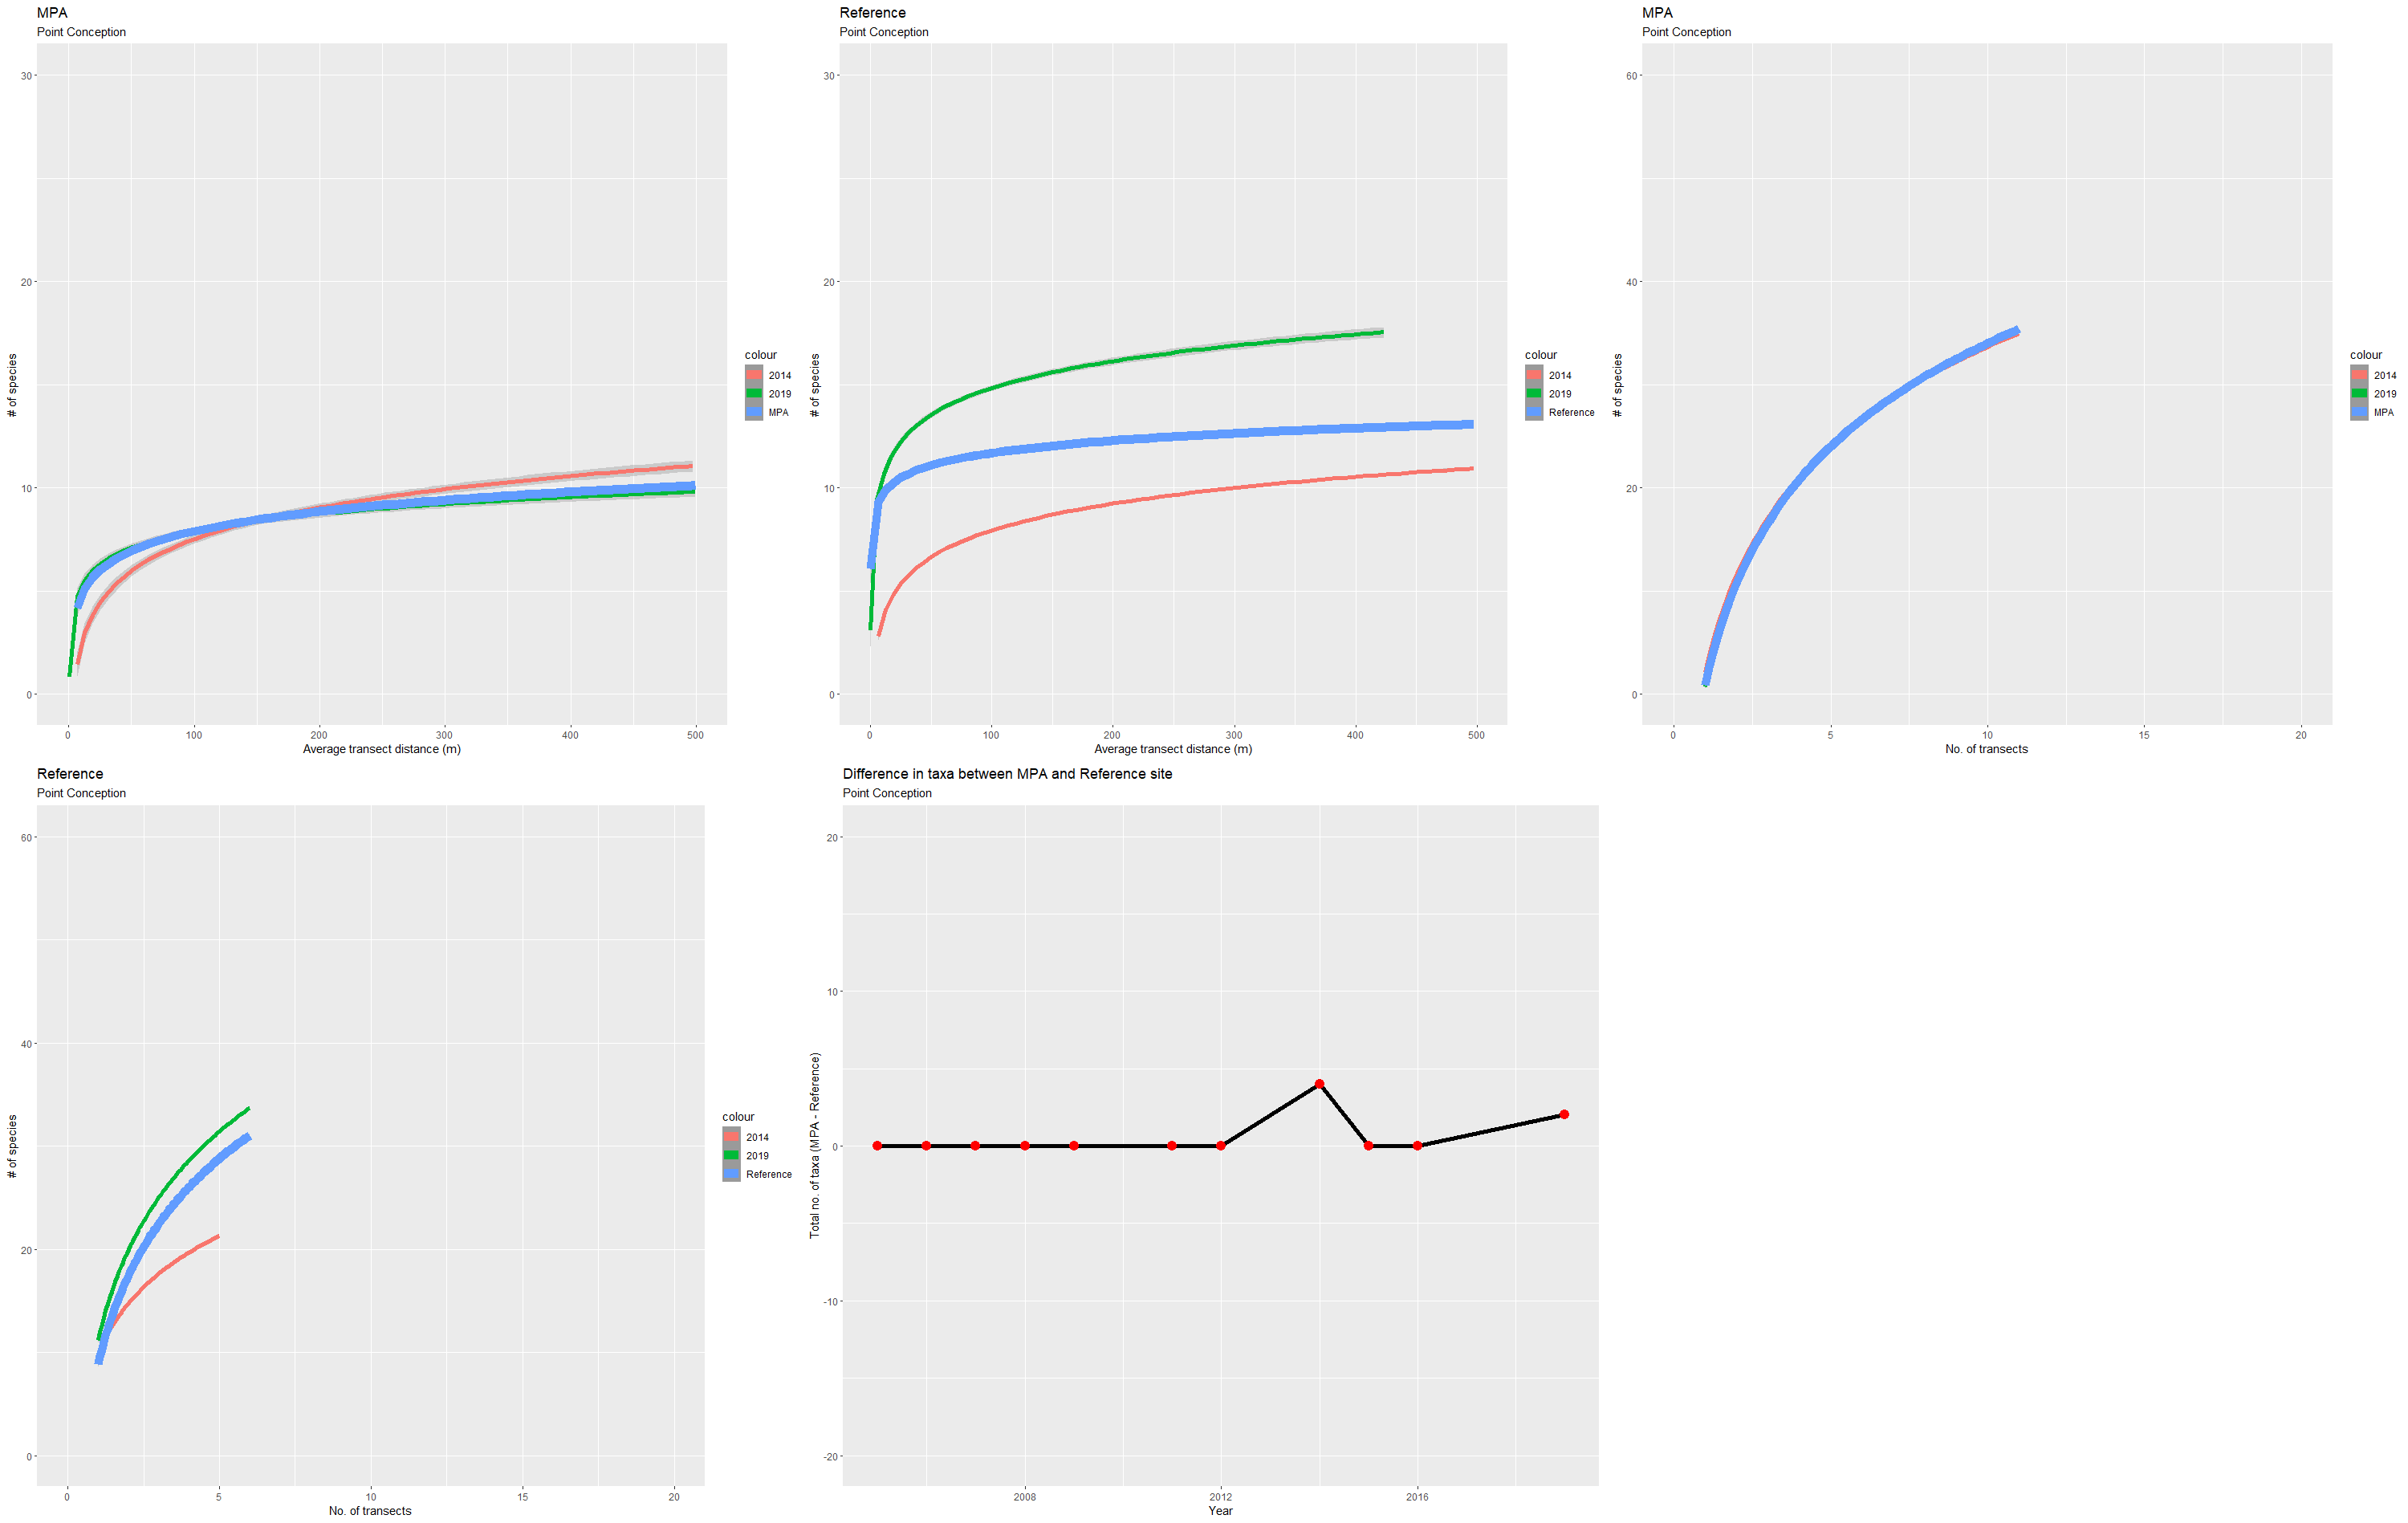 MPA
Point Conception
# of species
30
20
10
0
0 100 200 300 400 500
Average transect distance (m)
colour
2014
2019
MPA
Reference
Point Conception
# of species
30
20
10
0
0 100 200 300 400 500
Average transect distance (m)
colour
2014
2019
Reference
MPA
Point Conception
# of species
60
40
20
0
0 5 10 15 20
No. of transects
colour
2014
2019
MPA
Reference
Point Conception
# of species
60
40
20
0
0 5 10 15 20
No. of transects
colour
2014
2019
Reference
Difference in taxa between MPA and Reference site
Point Conception
Total no. of taxa (MPA - Reference)
20
10
0
-10
-20
2008 2012 2016
Year